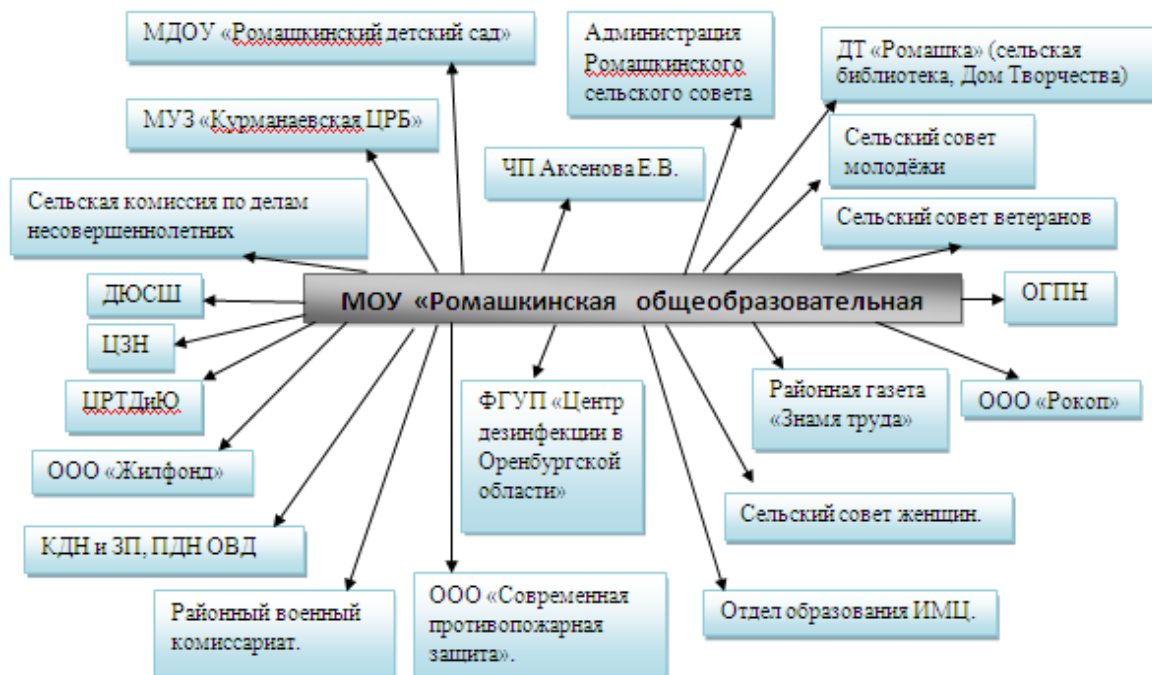 МДОУ «Ромашкинский детский сад»
Администрация
Ромашкинского
сельского совета
ДТ «Ромашка» (сельская
библиотека, Дом Творчества)
МУЗ «Курманаевская ЦРБ»
Сельский совет
молодёжи
ЧП Аксенова Е.В.
Сельская комиссия по делам
несовершеннолетних
Сельский совет ветеранов
ДЮСШ
МОУ «Ромашкинская общеобразовательная
ОГПН
ЦЗН
ЦРТДиЮ
ФГУП «Центр
дезинфекции в
Оренбургской
области»
Районная газета
«Знамя труда»
ООО «Рокоп»
ООО «Жилфонд»
Сельский совет женщин.
КДН и ЗП, ПДН ОВД
Районный военный
комиссариат.
ООО «Современная
противопожарная
защита».
Отдел образования ИМЦ.